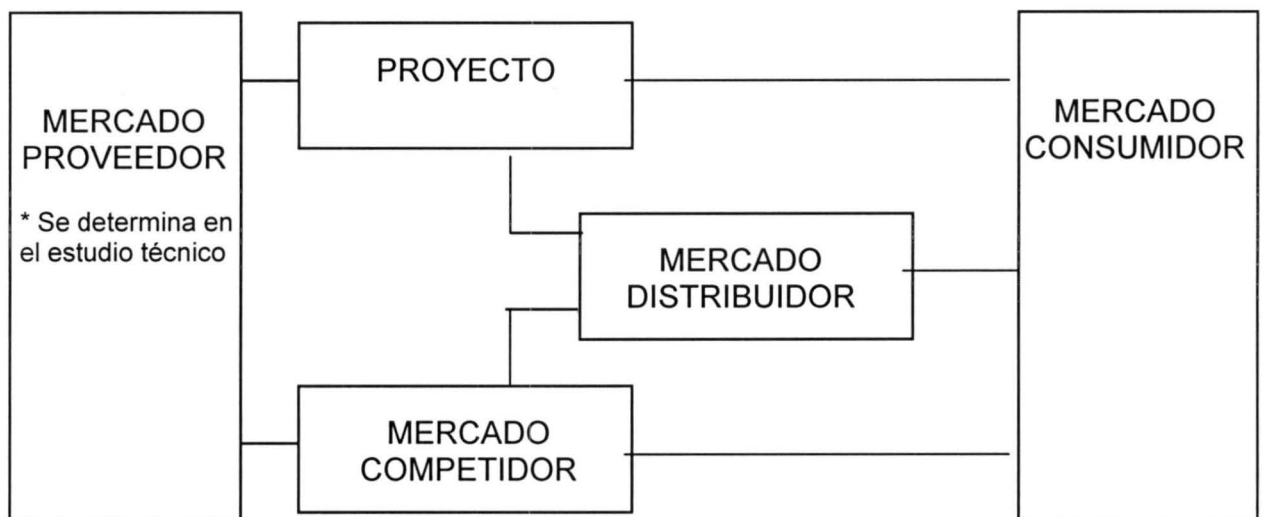 MERCADO
PROVEEDOR
* Se determina en
el estudio técnico
PROYECTO
MERCADO
DISTRIBUIDOR
MERCADO
COMPETIDOR
MERCADO
CONSUMIDOR